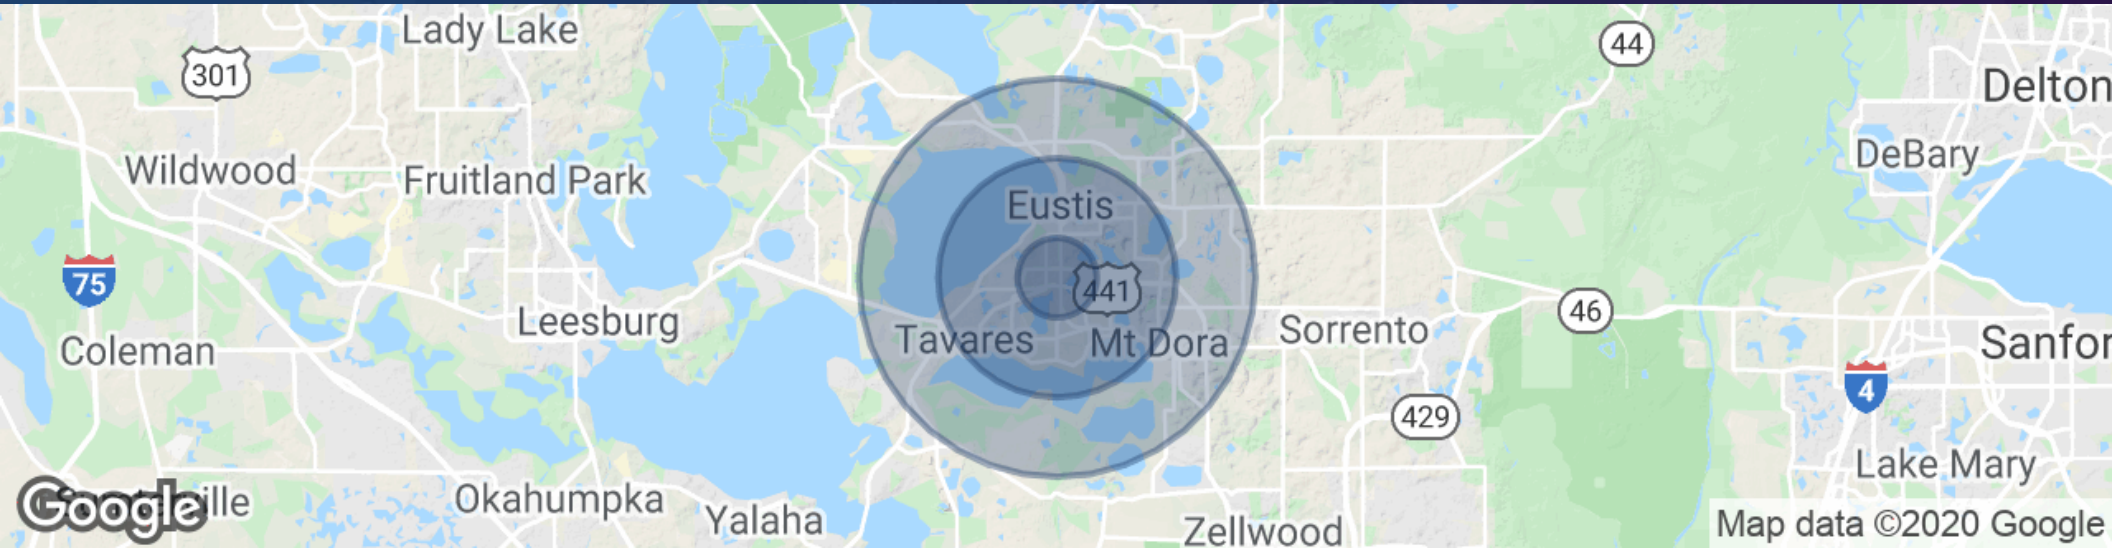 Lady Lake
44
301
Delton
DeBary
Wildwood
Fruitland Park
Eustis
75
441
46
Leesburg
Sorrento
Tavares
Mt Dora
Coleman
Sanfor
4
429
Lake Mary
Okahumpka
Yalaha
Google
Zellwood
Map data ©2020 Google